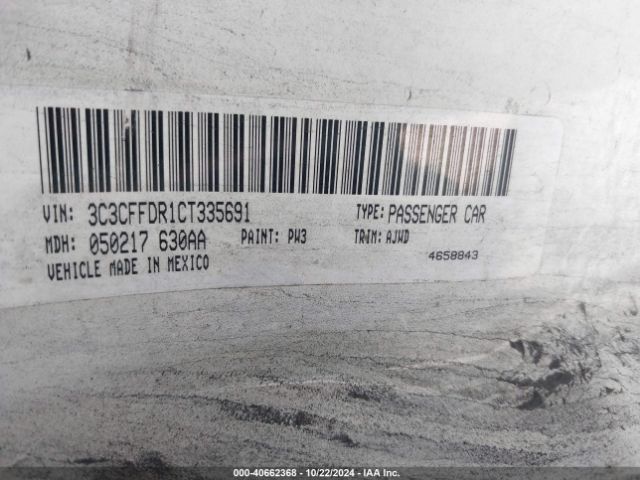 VIN: 3C3CFFDR1CT335691 TYPE: PASSENGER CAR
MDH: 050217 630AA PAINT: PW3 TRIM: AJWD
VEHICLE MADE IN MEXICO 4658843
000-40662368 - 10/22/2024 - IAA Inc.